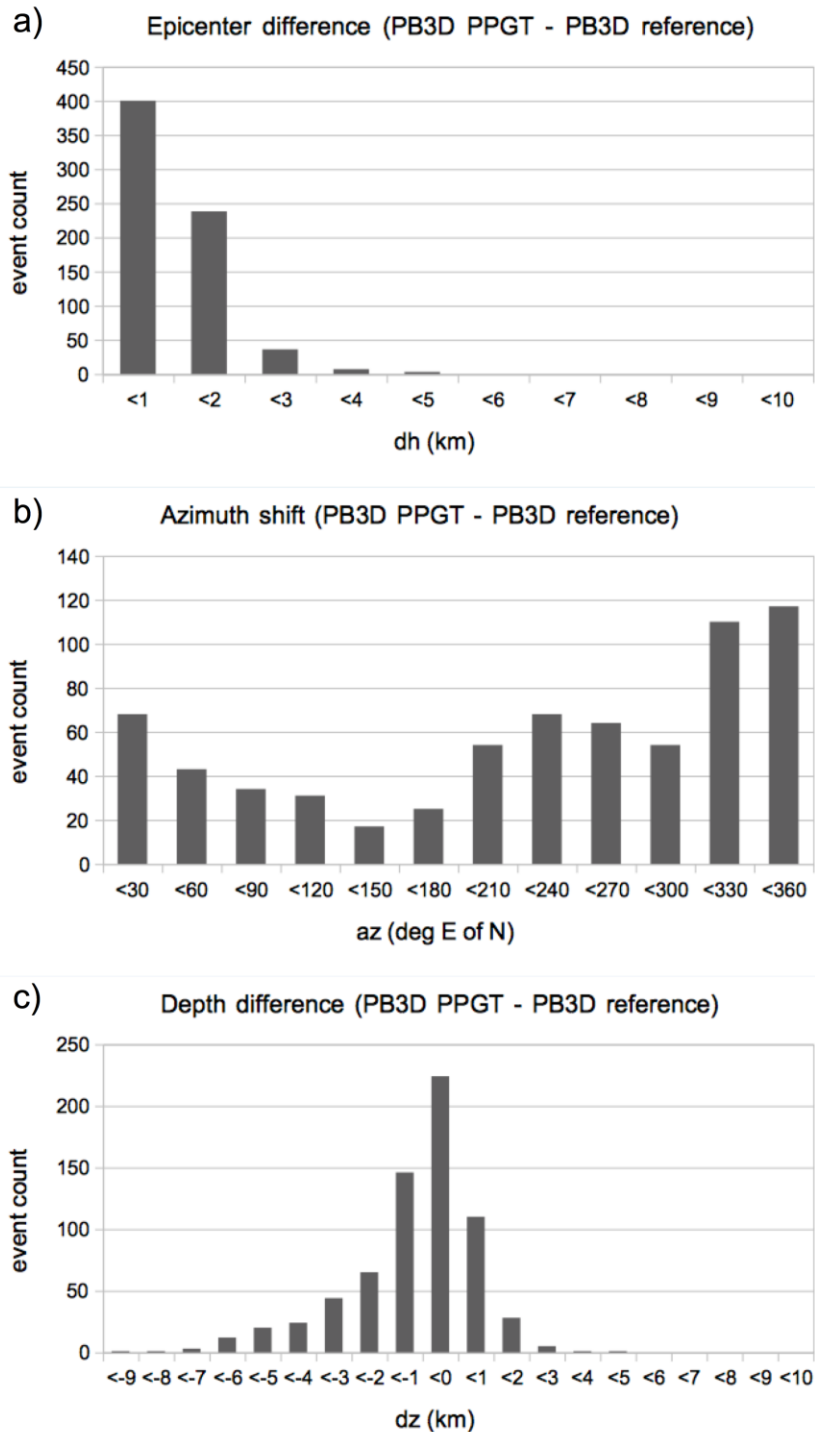 a)
Epicenter difference (PB3D PPGT - PB3D reference)
450
400
350
300
250
200
150
100
50
0
event count
<1 <2 <3 <4 <5 <6 <7 <8 <9 <10
dh (km)
b)
Azimuth shift (PB3D PPGT - PB3D reference)
140
120
100
80
60
40
20
0
event count
<30 <60 <90 <120 <150 <180 <210 <240 <270 <300 <330 <360
az (deg E of N)
c)
Depth difference (PB3D PPGT - PB3D reference)
250
200
150
100
50
0
event count
<-9 <-8 <-7 <-6 <-5 <-4 <-3 <-2 <-1 <0 <1 <2 <3 <4 <5 <6 <7 <8 <9 <10
dz (km)